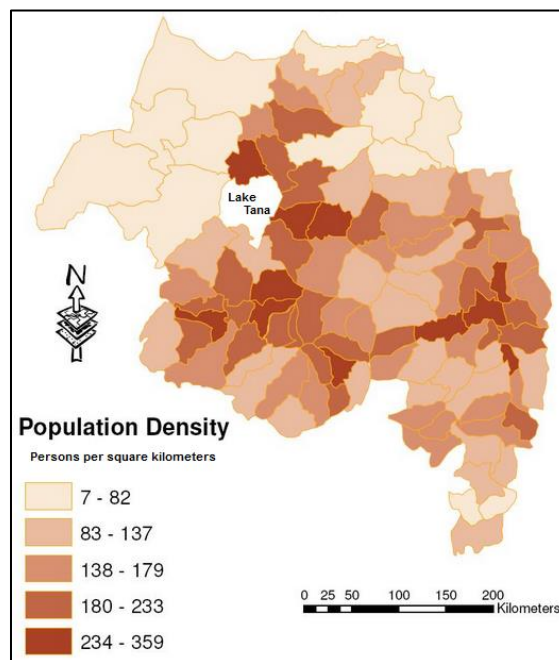 Lake
Tana
N
Population Density
Persons per square kilometers
7 - 82
83 - 137
138 - 179
180 - 233
234 - 359
0 25 50 100 150 200
Kilometers